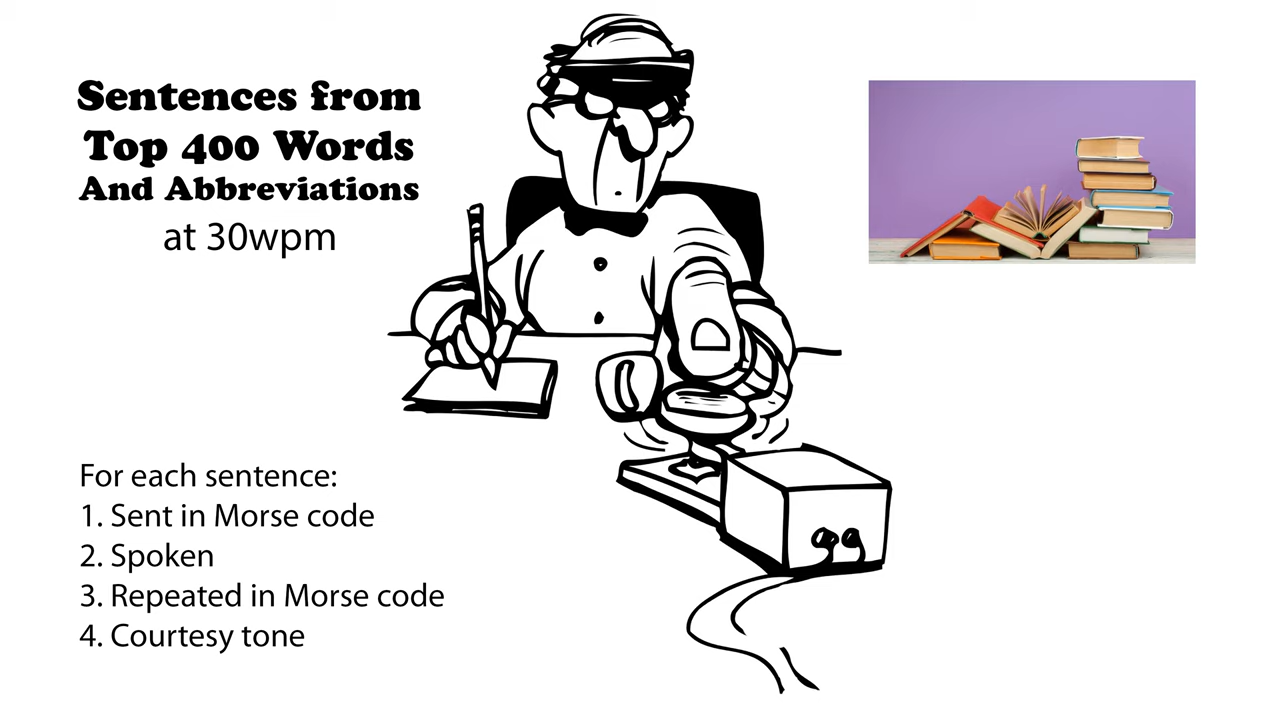 Sentences from
Top 400 Words
And Abbreviations
at 30wpm
For each sentence:
1. Sent in Morse code
2. Spoken
3. Repeated in Morse code
4. Courtesy tone